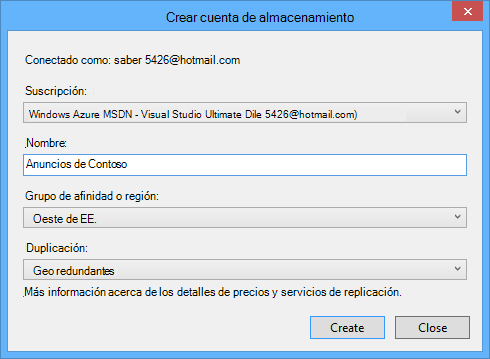 Crear cuenta de almacenamiento
Conectado como: saber 5426@hotmail.com
Suscripción:
Windows Azure MSDN - Visual Studio Ultimate Dile 5426@hotmail.com)
Nombre:
Anuncios de Contoso
Grupo de afinidad o región:
Oeste de EE.
Duplicación:
Geo redundantes
Más información acerca de los detalles de precios y servicios de replicación.
Create
Close